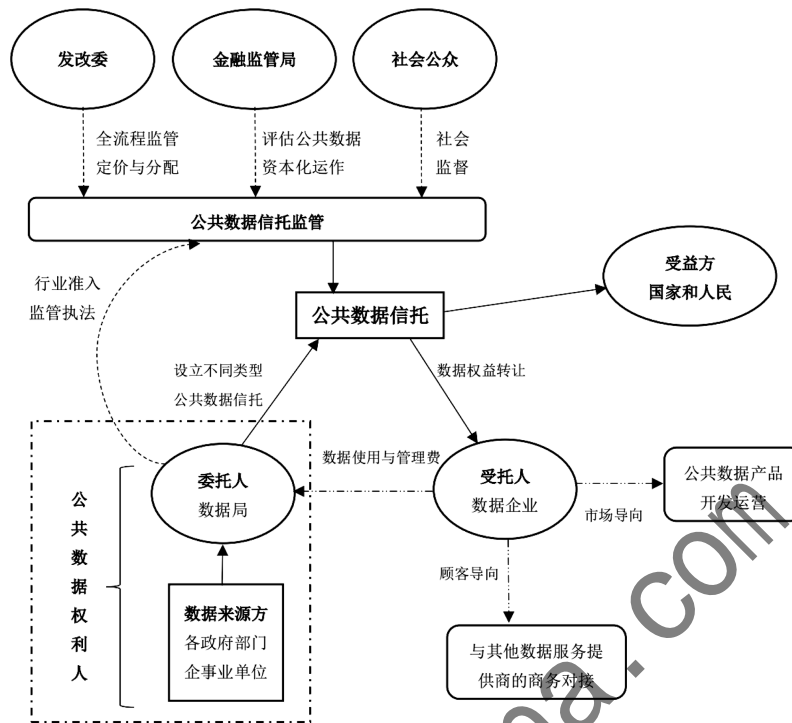 发改委
金融监管局
社会公众
全流程监管
定价与分配
评估公共数据
资本化运作
社会
监督
公共数据信托监管
行业准入
监管执法
受益方
国家和人民
公共数据信托
设立不同类型
公共数据信托
数据权益转让
委托人
数据局
数据使用与管理费
受托人
数据企业
公共数据产品
开发运营
市场导向
公共数据权利人
顾客导向
数据来源方
各政府部门
企事业单位
与其他数据服务提
供商的商务对接